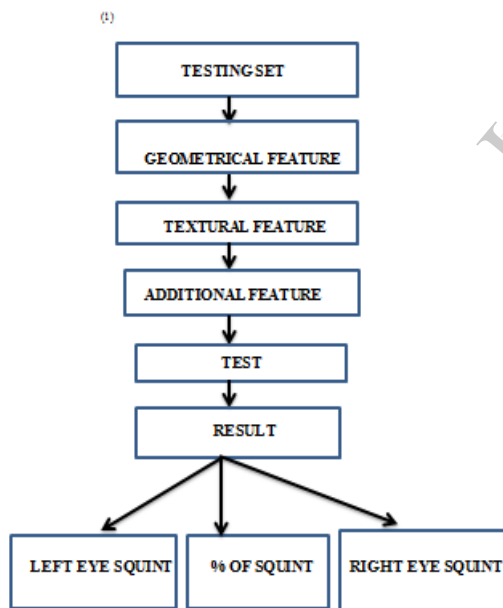 (1)
TESTING SET
GEOMETRICAL FEATURE
TEXTURAL FEATURE
ADDITIONAL FEATURE
TEST
RESULT
LEFT EYE SQUINT
% OF SQUINT
RIGHT EYE SQUINT